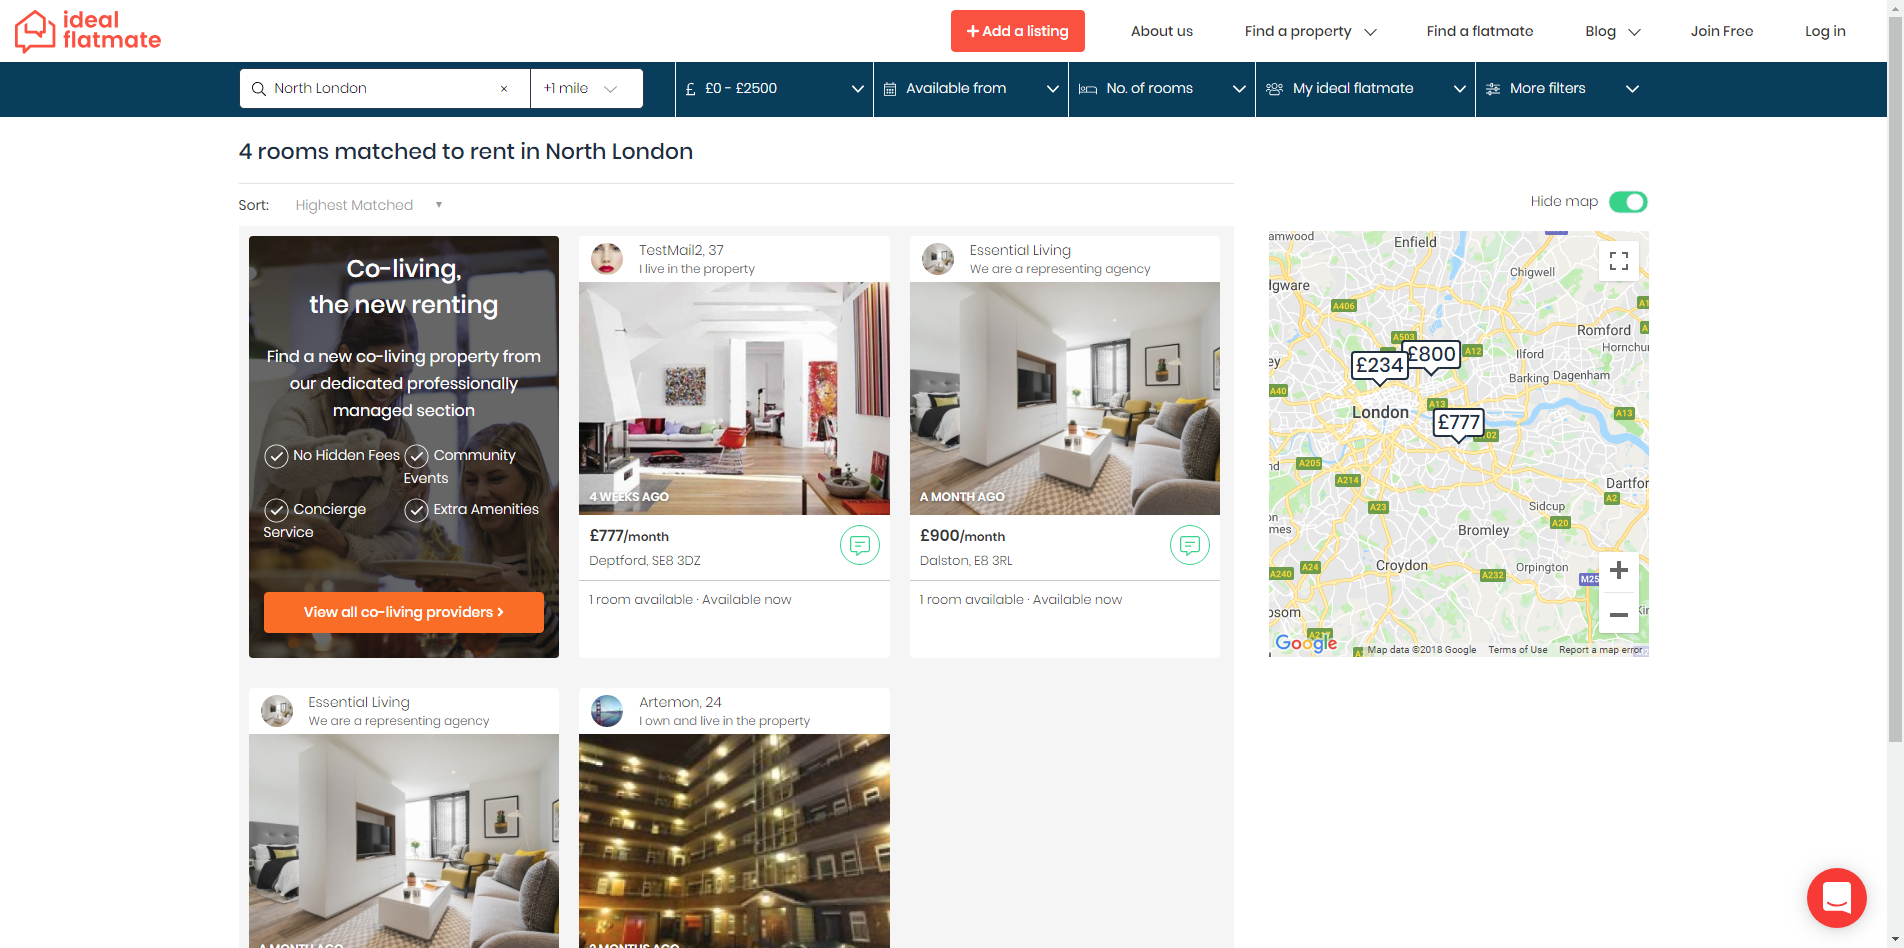 ideal
flatmate
Add a listing
About us
Find a property
Find a flatmate
Blog
Join Free
Log in
North London
×
+1 mile
£ £0 - £2500
Available from
No. of rooms
My ideal flatmate
More filters
4 rooms matched to rent in North London
Sort: Highest Matched
Hide map
Co-living,
the new renting
Find a new co-living property from
our dedicated professionally
managed section
No Hidden Fees
Community
Events
Concierge
Service
Extra Amenities
View all co-living providers
TestMail2, 37
I live in the property
4 WEEKS AGO
£777/month
Deptford, SE8 3DZ
1 room available · Available now
Essential Living
We are a representing agency
A MONTH AGO
£900/month
Dalston, E8 3RL
1 room available · Available now
amwood
Enfield
Chigwell
dgware
A406
A1
Romford
A503
Hornchu
A12
£800
£234
Ilford
ey
Barking
Dagenham
A40
A13
London
£777
A13
A205
nd
A214
Dartfor
A2
A23
Sidcup
on
mes
A20
Bromley
Croydon
Orpington
A240
A24
A232
M25
osom
Google
Map data ©2018 Google
Terms of Use
Report a map error
Essential Living
We are a representing agency
A MONTH AGO
Artemon, 24
I own and live in the property
2 MONTHS AGO